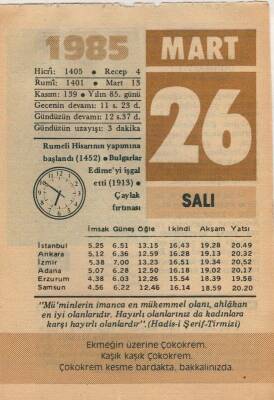 1985
MART
Hicrî: 1405 • Recep 4
Rumî: 1401 • Mart 13
Kasım: 139 • Yılın 85. günü
Gecenin devamı: 11 s. 23 d.
Gündüzün devamı: 12 s.37 d.
Gündüzün uzayışı: 3 dakika
26
Rumeli Hisarının yapımına
başlandı (1452) • Bulgarlar
Edirne'yi işgal
etti (1913) •
Çaylak
fırtınası
SALI
İmsak Güneş Öğle İkindi Akşam Yatsı
İstanbul 5.25 6.51 13.15 16.43 19.28 20.49
Ankara 5.12 6.36 12.59 16.28 19.13 20.32
İzmir 5.38 7.00 13.23 16.51 19.34 20.52
Adana 5.07 6.28 12.50 16.18 19.02 20.17
Erzurum 4.38 6.03 12.26 15.54 18.39 19.58
Samsun 4.56 6.22 12.46 16.14 18.59 20.20
"Mü'minlerin imanca en mükemmel olanı, ahlâkan
en iyi olanlarıdır. Hayırlı olanlarınız da kadınlara
karşı hayırlı olanlardır".(Hadis-i Şerif-Tirmizi)
Ekmeğin üzerine Çokokrem.
Kaşık kaşık Çokokrem.
Çokokrem kesme bardakta, bakkalınızda.